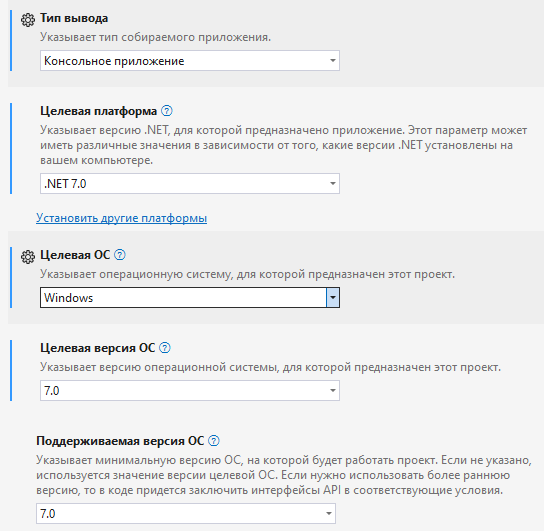 Тип вывода
Указывает тип собираемого приложения.
Консольное приложение
Целевая платформа
Указывает версию .NET, для которой предназначено приложение. Этот параметр может
иметь различные значения в зависимости от того, какие версии .NET установлены на
вашем компьютере.
.NET 7.0
Установить другие платформы
Целевая ОС
Указывает операционную систему, для которой предназначен этот проект.
Windows
Целевая версия ОС
Указывает версию операционной системы, для которой предназначен этот проект.
7.0
Поддерживаемая версия ОС
Указывает минимальную версию ОС, на которой будет работать проект. Если не указано,
используется значение версии целевой ОС. Если нужно использовать более раннюю
версию, то в коде придется заключить интерфейсы API в соответствующие условия.
7.0